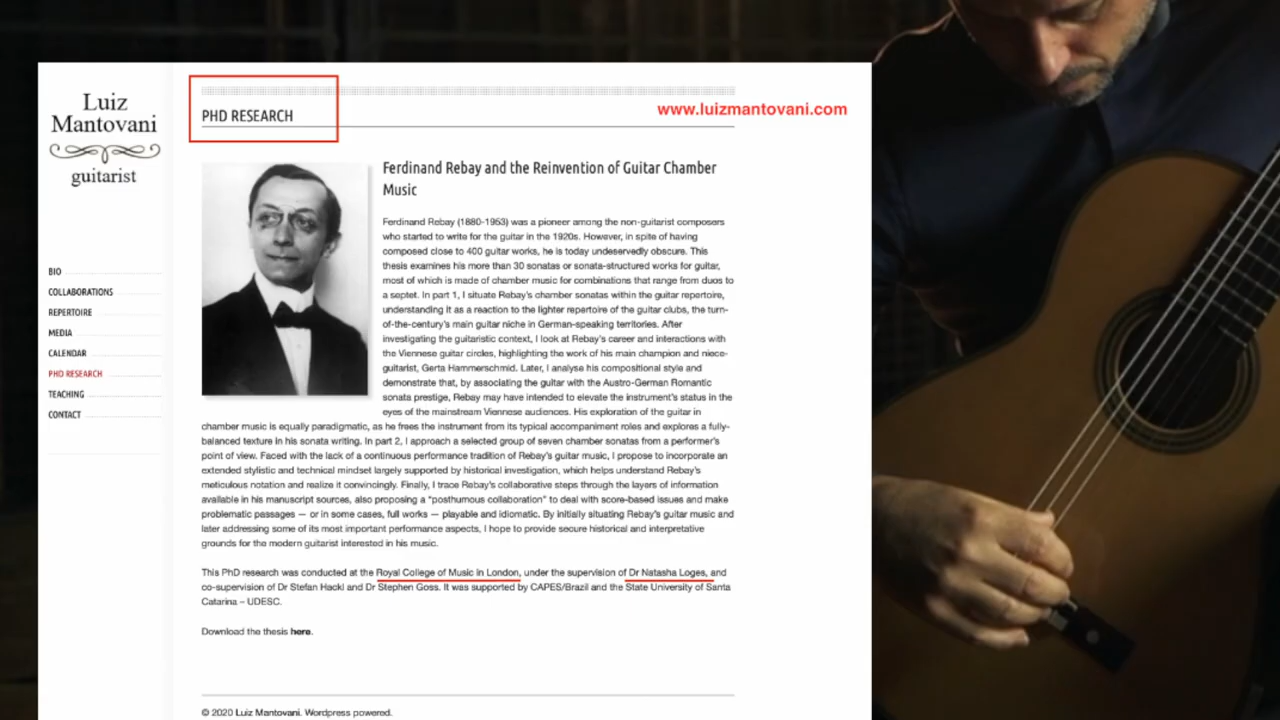 Luiz
Mantovani
guitarist
BIO
COLLABORATIONS
REPERTOIRE
MEDIA
CALENDAR
PHD RESEARCH
TEACHING
CONTACT
PHD RESEARCH
www.luizmantovani.com
Ferdinand Rebay and the Reinvention of Guitar Chamber
Music
Ferdinand Rebay (1880-1953) was a pioneer among the non-guitarist composers
who started to write for the guitar in the 1920s. However, in spite of having
composed close to 400 guitar works, he is today undeservedly obscure. This
thesis examines his more than 30 sonatas or sonata-structured works for guitar,
most of which is made of chamber music for combinations that range from duos to
a septet. In part 1, I situate Rebay's chamber sonatas within the guitar repertoire,
understanding it as a reaction to the lighter repertoire of the guitar clubs, the turn-
of-the-century's main guitar niche in German-speaking territories. After
investigating the guitaristic context, I look at Rebay's career and interactions with
the Viennese guitar circles, highlighting the work of his main champion and niece-
guitarist, Gerta Hammerschmid. Later, I analyse his compositional style and
demonstrate that, by associating the guitar with the Austro-German Romantic
sonata prestige, Rebay may have intended to elevate the instrument's status in the
eyes of the mainstream Viennese audiences. His exploration of the guitar in
chamber music is equally paradigmatic, as he frees the instrument from its typical accompaniment roles and explores a fully-
balanced texture in his sonata writing. In part 2, I approach a selected group of seven chamber sonatas from a performer's
point of view. Faced with the lack of a continuous performance tradition of Rebay's guitar music, I propose to incorporate an
extended stylistic and technical mindset largely supported by historical investigation, which helps understand Rebay's
meticulous notation and realize it convincingly. Finally, I trace Rebay's collaborative steps through the layers of information
available in his manuscript sources, also proposing a "posthumous collaboration" to deal with score-based issues and make
problematic passages — or in some cases, full works — playable and idiomatic. By initially situating Rebay's guitar music and
later addressing some of its most important performance aspects, I hope to provide secure historical and interpretative
grounds for the modern guitarist interested in his music.
This PhD research was conducted at the Royal College of Music in London, under the supervision of Dr Natasha Loges, and
co-supervision of Dr Stefan Hackl and Dr Stephen Goss. It was supported by CAPES/Brazil and the State University of Santa
Catarina – UDESC.
Download the thesis here.
© 2020 Luiz Mantovani. Wordpress powered.